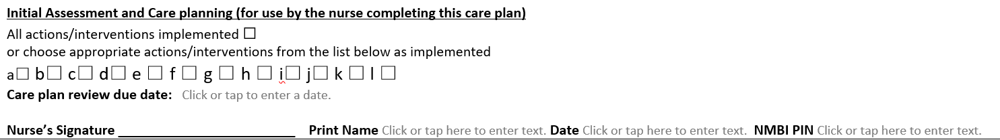 Initial Assessment and Care planning (for use by the nurse completing this care plan)
All actions/interventions implemented ☐
or choose appropriate actions/interventions from the list below as implemented
a☐ b☐ c☐ d☐ e ☐ f ☐ g ☐ h ☐ i☐ j☐ k ☐ l ☐
Care plan review due date: Click or tap to enter a date.
Nurse’s Signature ________________________ Print Name Click or tap here to enter text. Date Click or tap here to enter text. NMBI PIN Click or tap here to enter text.